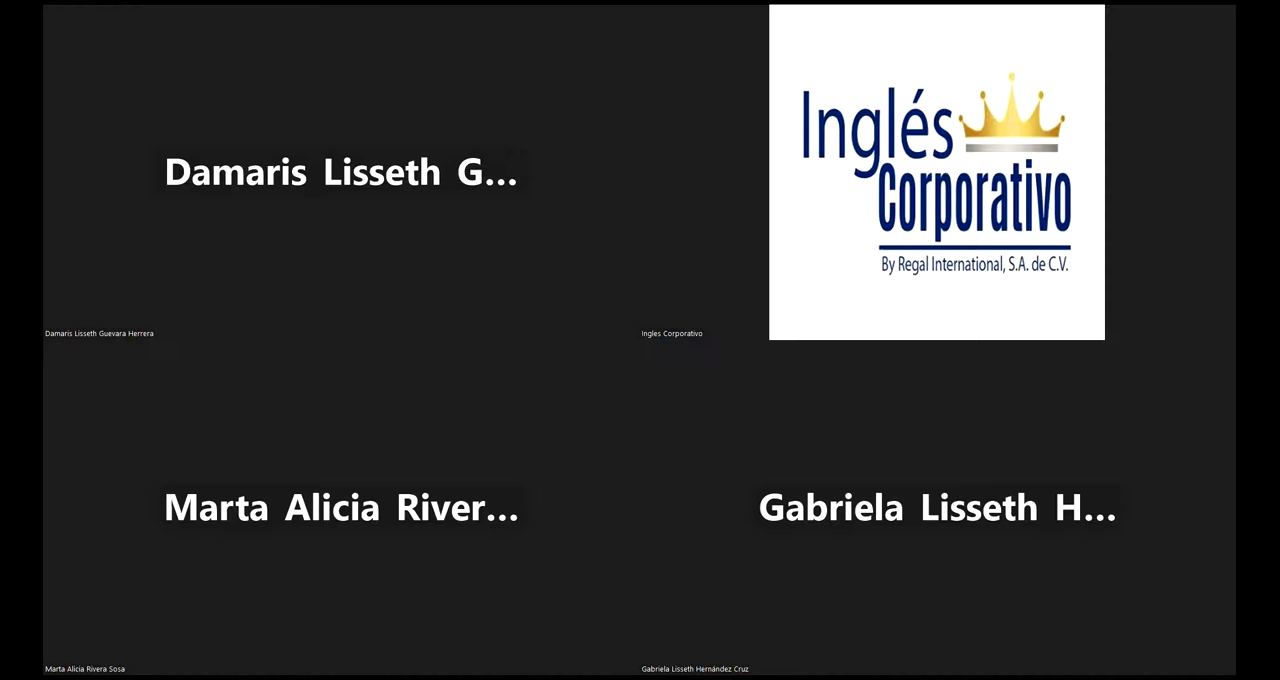 Damaris Lisseth G...
Damaris Lisseth Guevara Herrera
Inglés
Corporativo
By Regal International, S.A. de C.V.
Ingles Corporativo
Marta Alicia River...
Marta Alicia Rivera Sosa
Gabriela Lisseth H...
Gabriela Lisseth Hernández Cruz